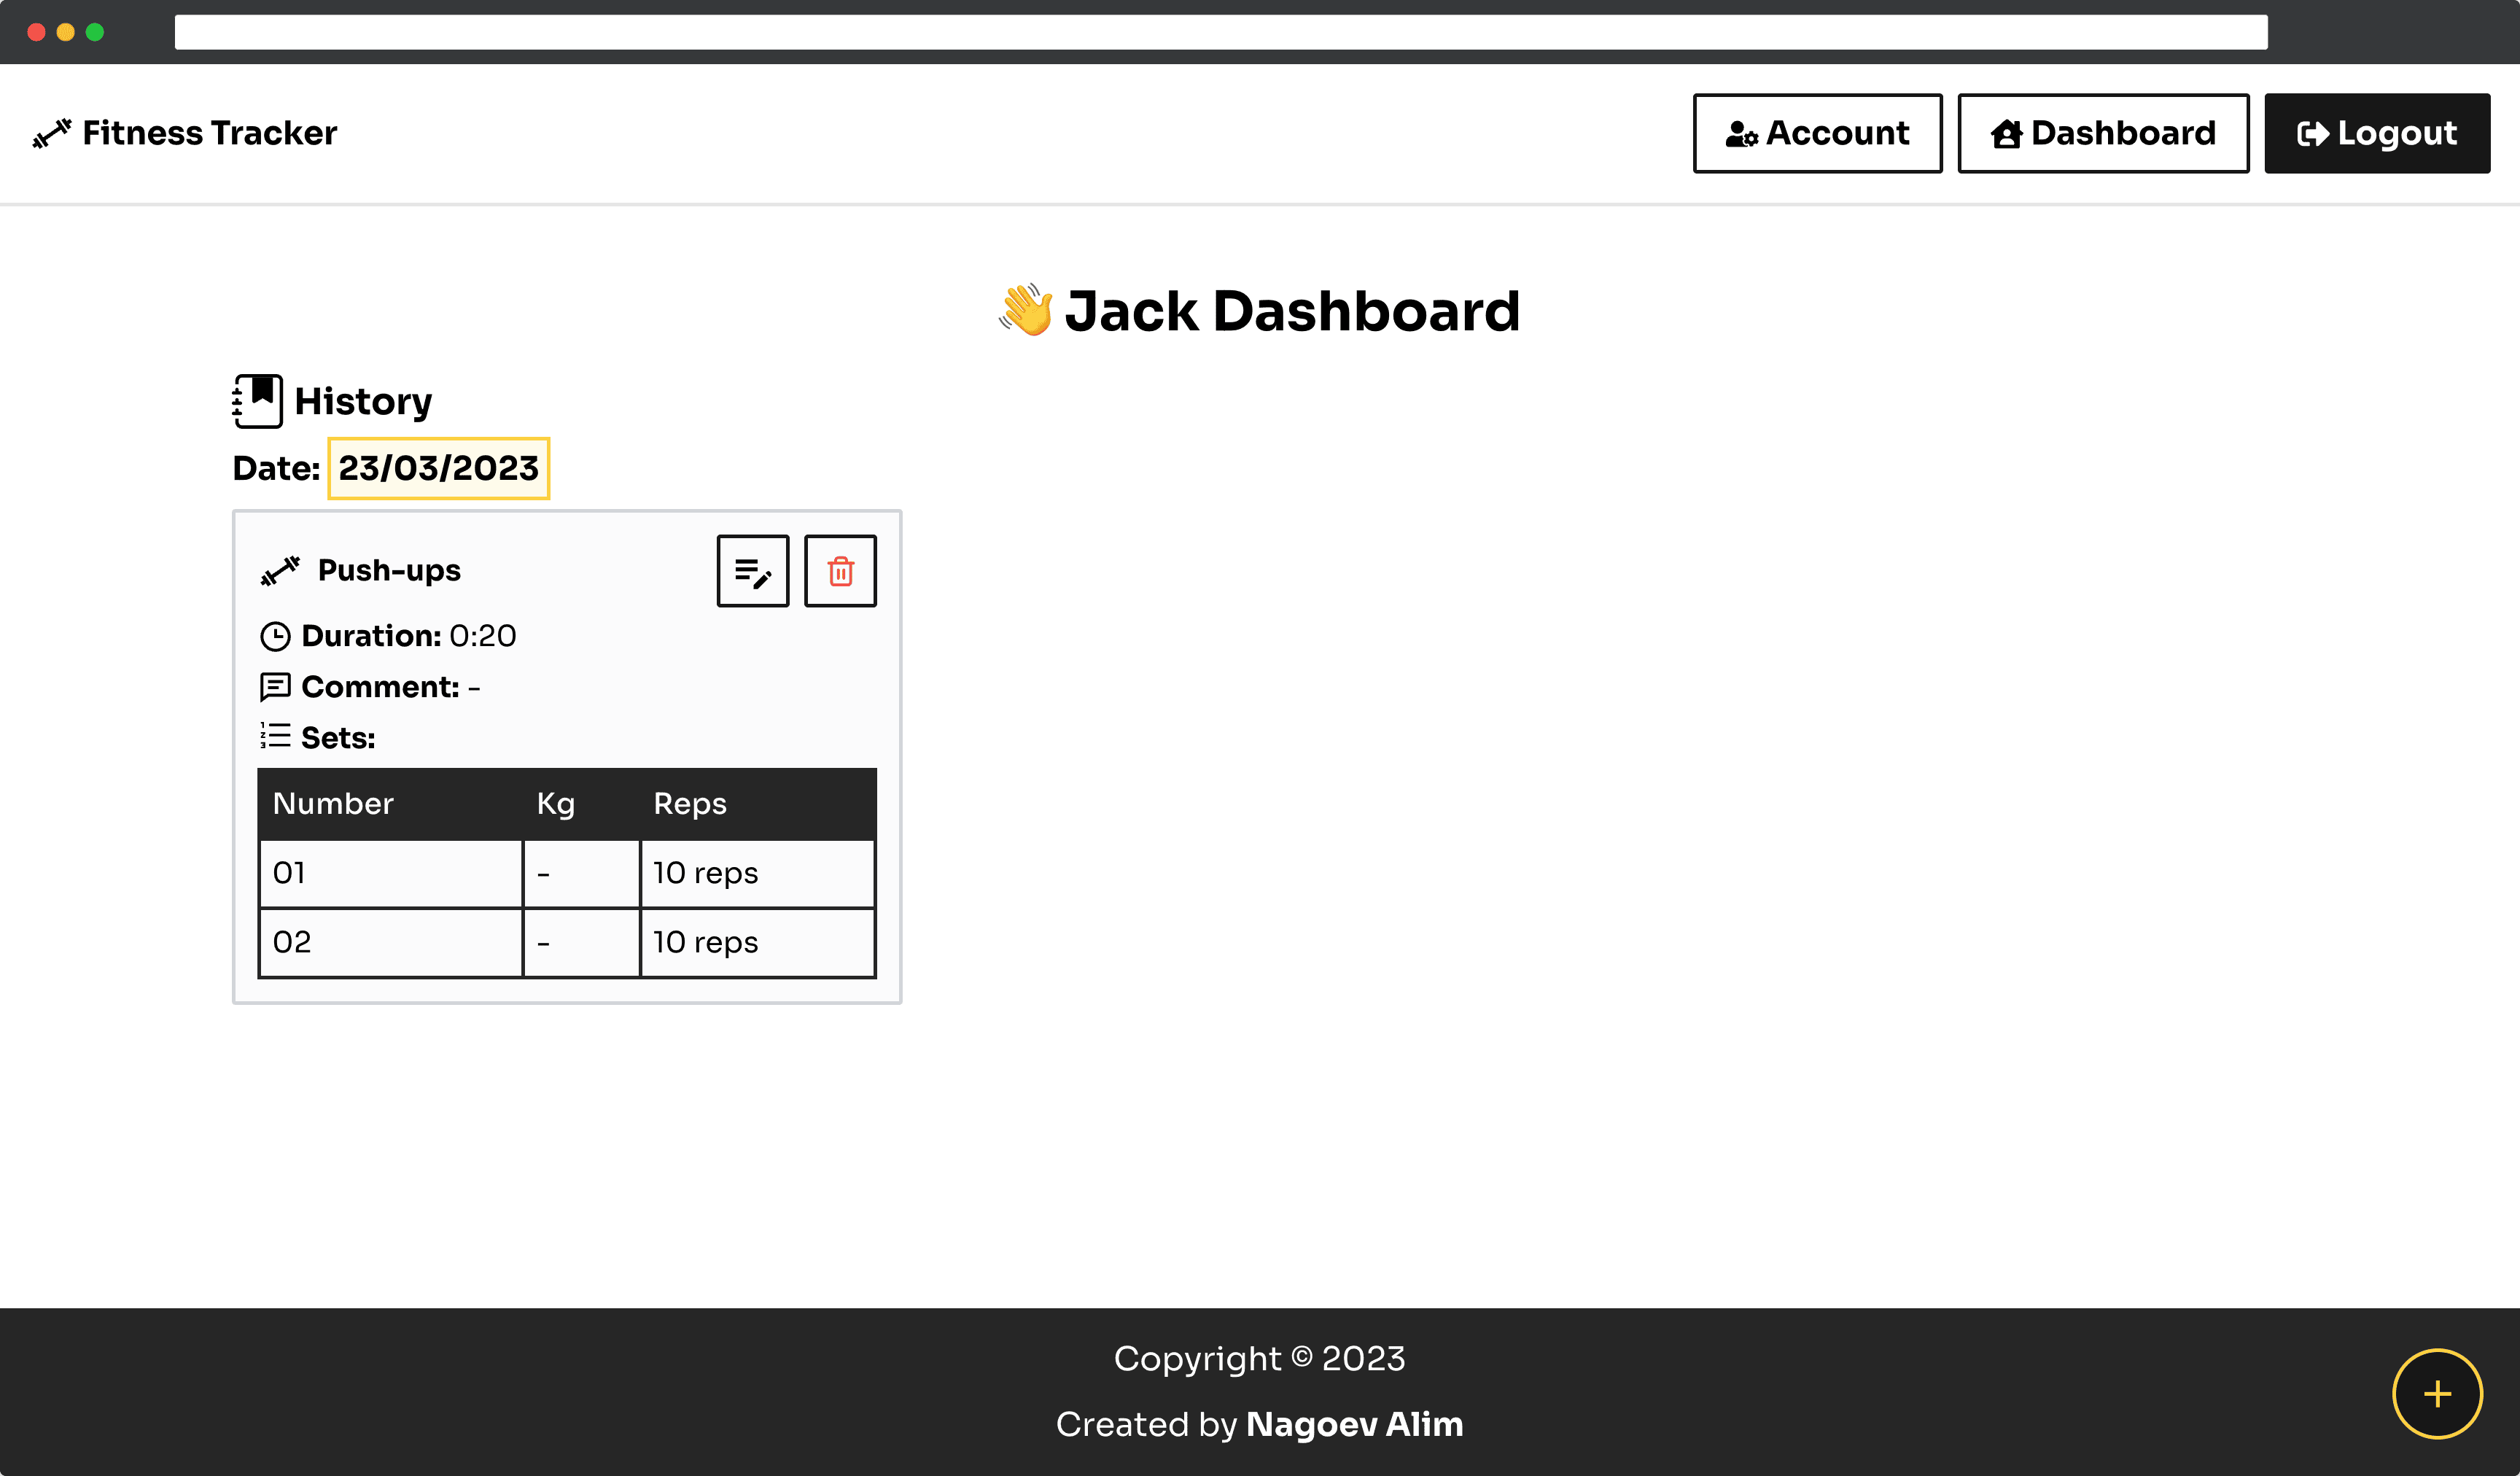 Fitness Tracker
Account
Dashboard
Logout
👋 Jack Dashboard
History
Date: 23/03/2023
Push-ups
Duration: 0:20
Comment: -
Sets:
Number Kg Reps
01 - 10 reps
02 - 10 reps
Copyright © 2023
Created by Nagoev Alim
+